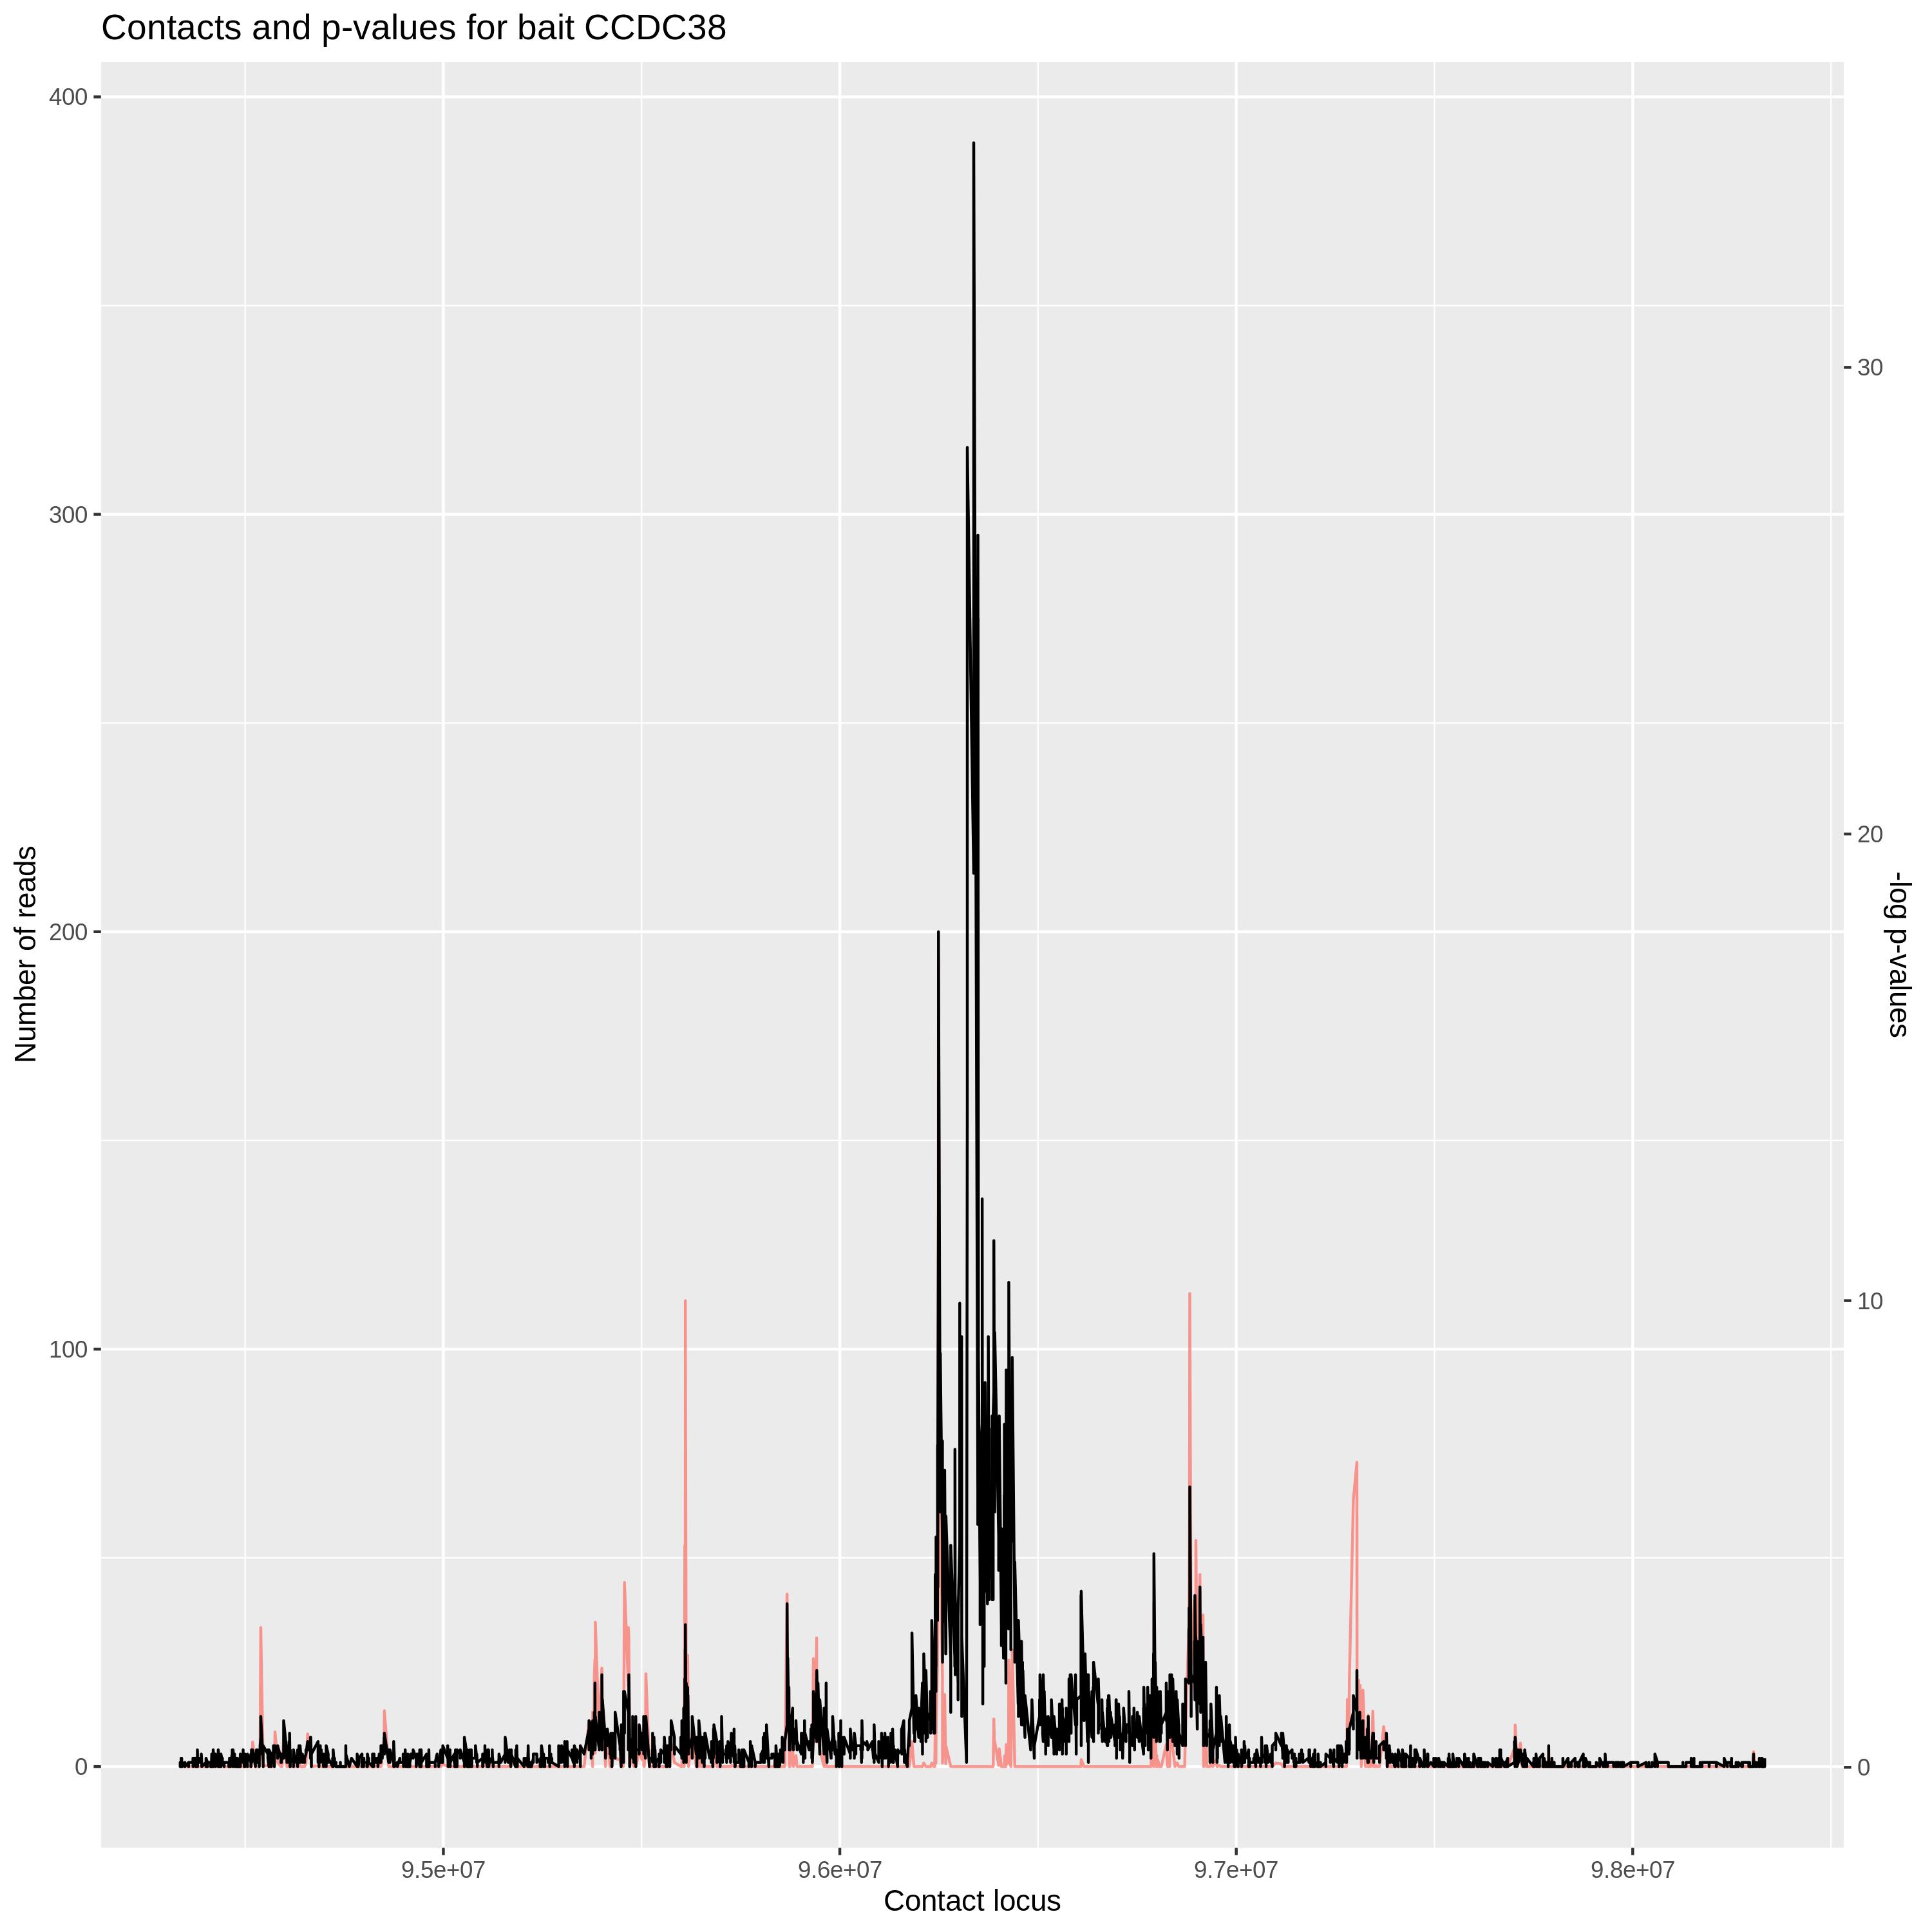 Contacts and p-values for bait CCDC38
400
300
200
100
0
Number of reads
30
20
10
0
-log p-values
9.5e+07
9.6e+07
9.7e+07
9.8e+07
Contact locus